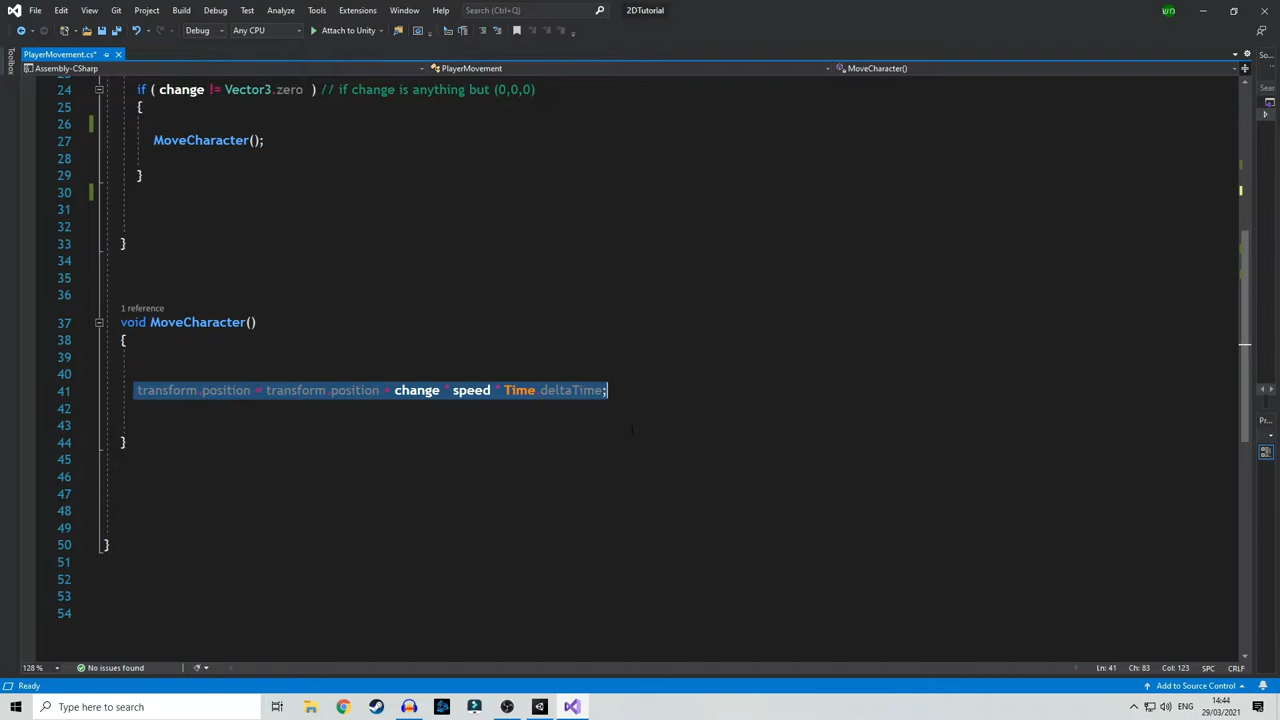 File Edit View Git Project Build Debug Test Analyze Tools Extensions Window Help Search (Ctrl+Q) 2DTutorial
Debug Any CPU Attach to Unity
PlayerMovement.cs*
Toolbox
So...
Assembly-CSharp PlayerMovement MoveCharacter()
Sear
24 if ( change != Vector3.zero ) // if change is anything but (0,0,0)
25 {
26
27 MoveCharacter();
28
29 }
30
31
32
33 }
34
35
36
1 reference
37 void MoveCharacter()
38 {
39
40
41 transform.position = transform.position + change * speed * Time.deltaTime;
42
43
44 }
45
46
47
48
49
50 }
51
52
53
54
Pr...
128 % No issues found Ln: 41 Ch: 83 Col: 123 SPC CRLF
Ready Add to Source Control
Type here to search ENG 14:44
29/03/2021